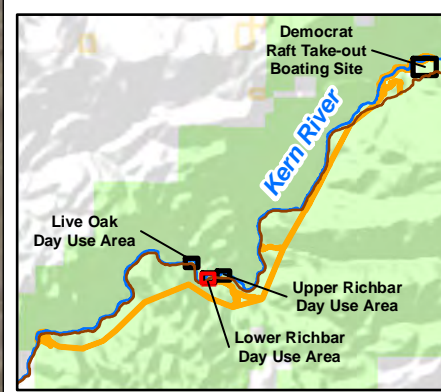 Democrat
Raft Take-out
Boating Site
Kern River
Live Oak
Day Use Area
Upper Richbar
Day Use Area
Lower Richbar
Day Use Area